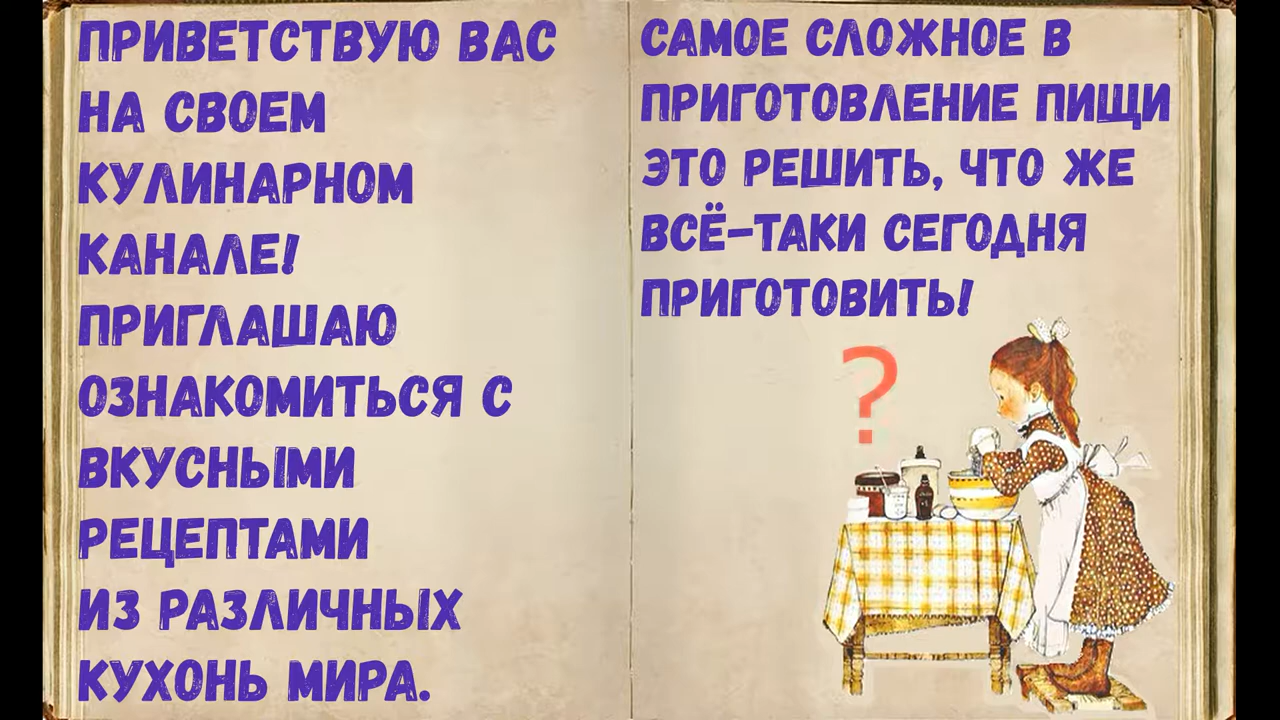 ПРИВЕТСТВУЮ ВАС
НА СВОЕМ
КУЛИНАРНОМ
КАНАЛЕ!
ПРИГЛАШАЮ
ОЗНАКОМИТЬСЯ С
ВКУСНЫМИ
РЕЦЕПТАМИ
ИЗ РАЗЛИЧНЫХ
КУХОНЬ МИРА.
САМОЕ СЛОЖНОЕ В
ПРИГОТОВЛЕНИЕ ПИЩИ
ЭТО РЕШИТЬ, ЧТО ЖЕ
ВСЁ-ТАКИ СЕГОДНЯ
ПРИГОТОВИТЬ!
?